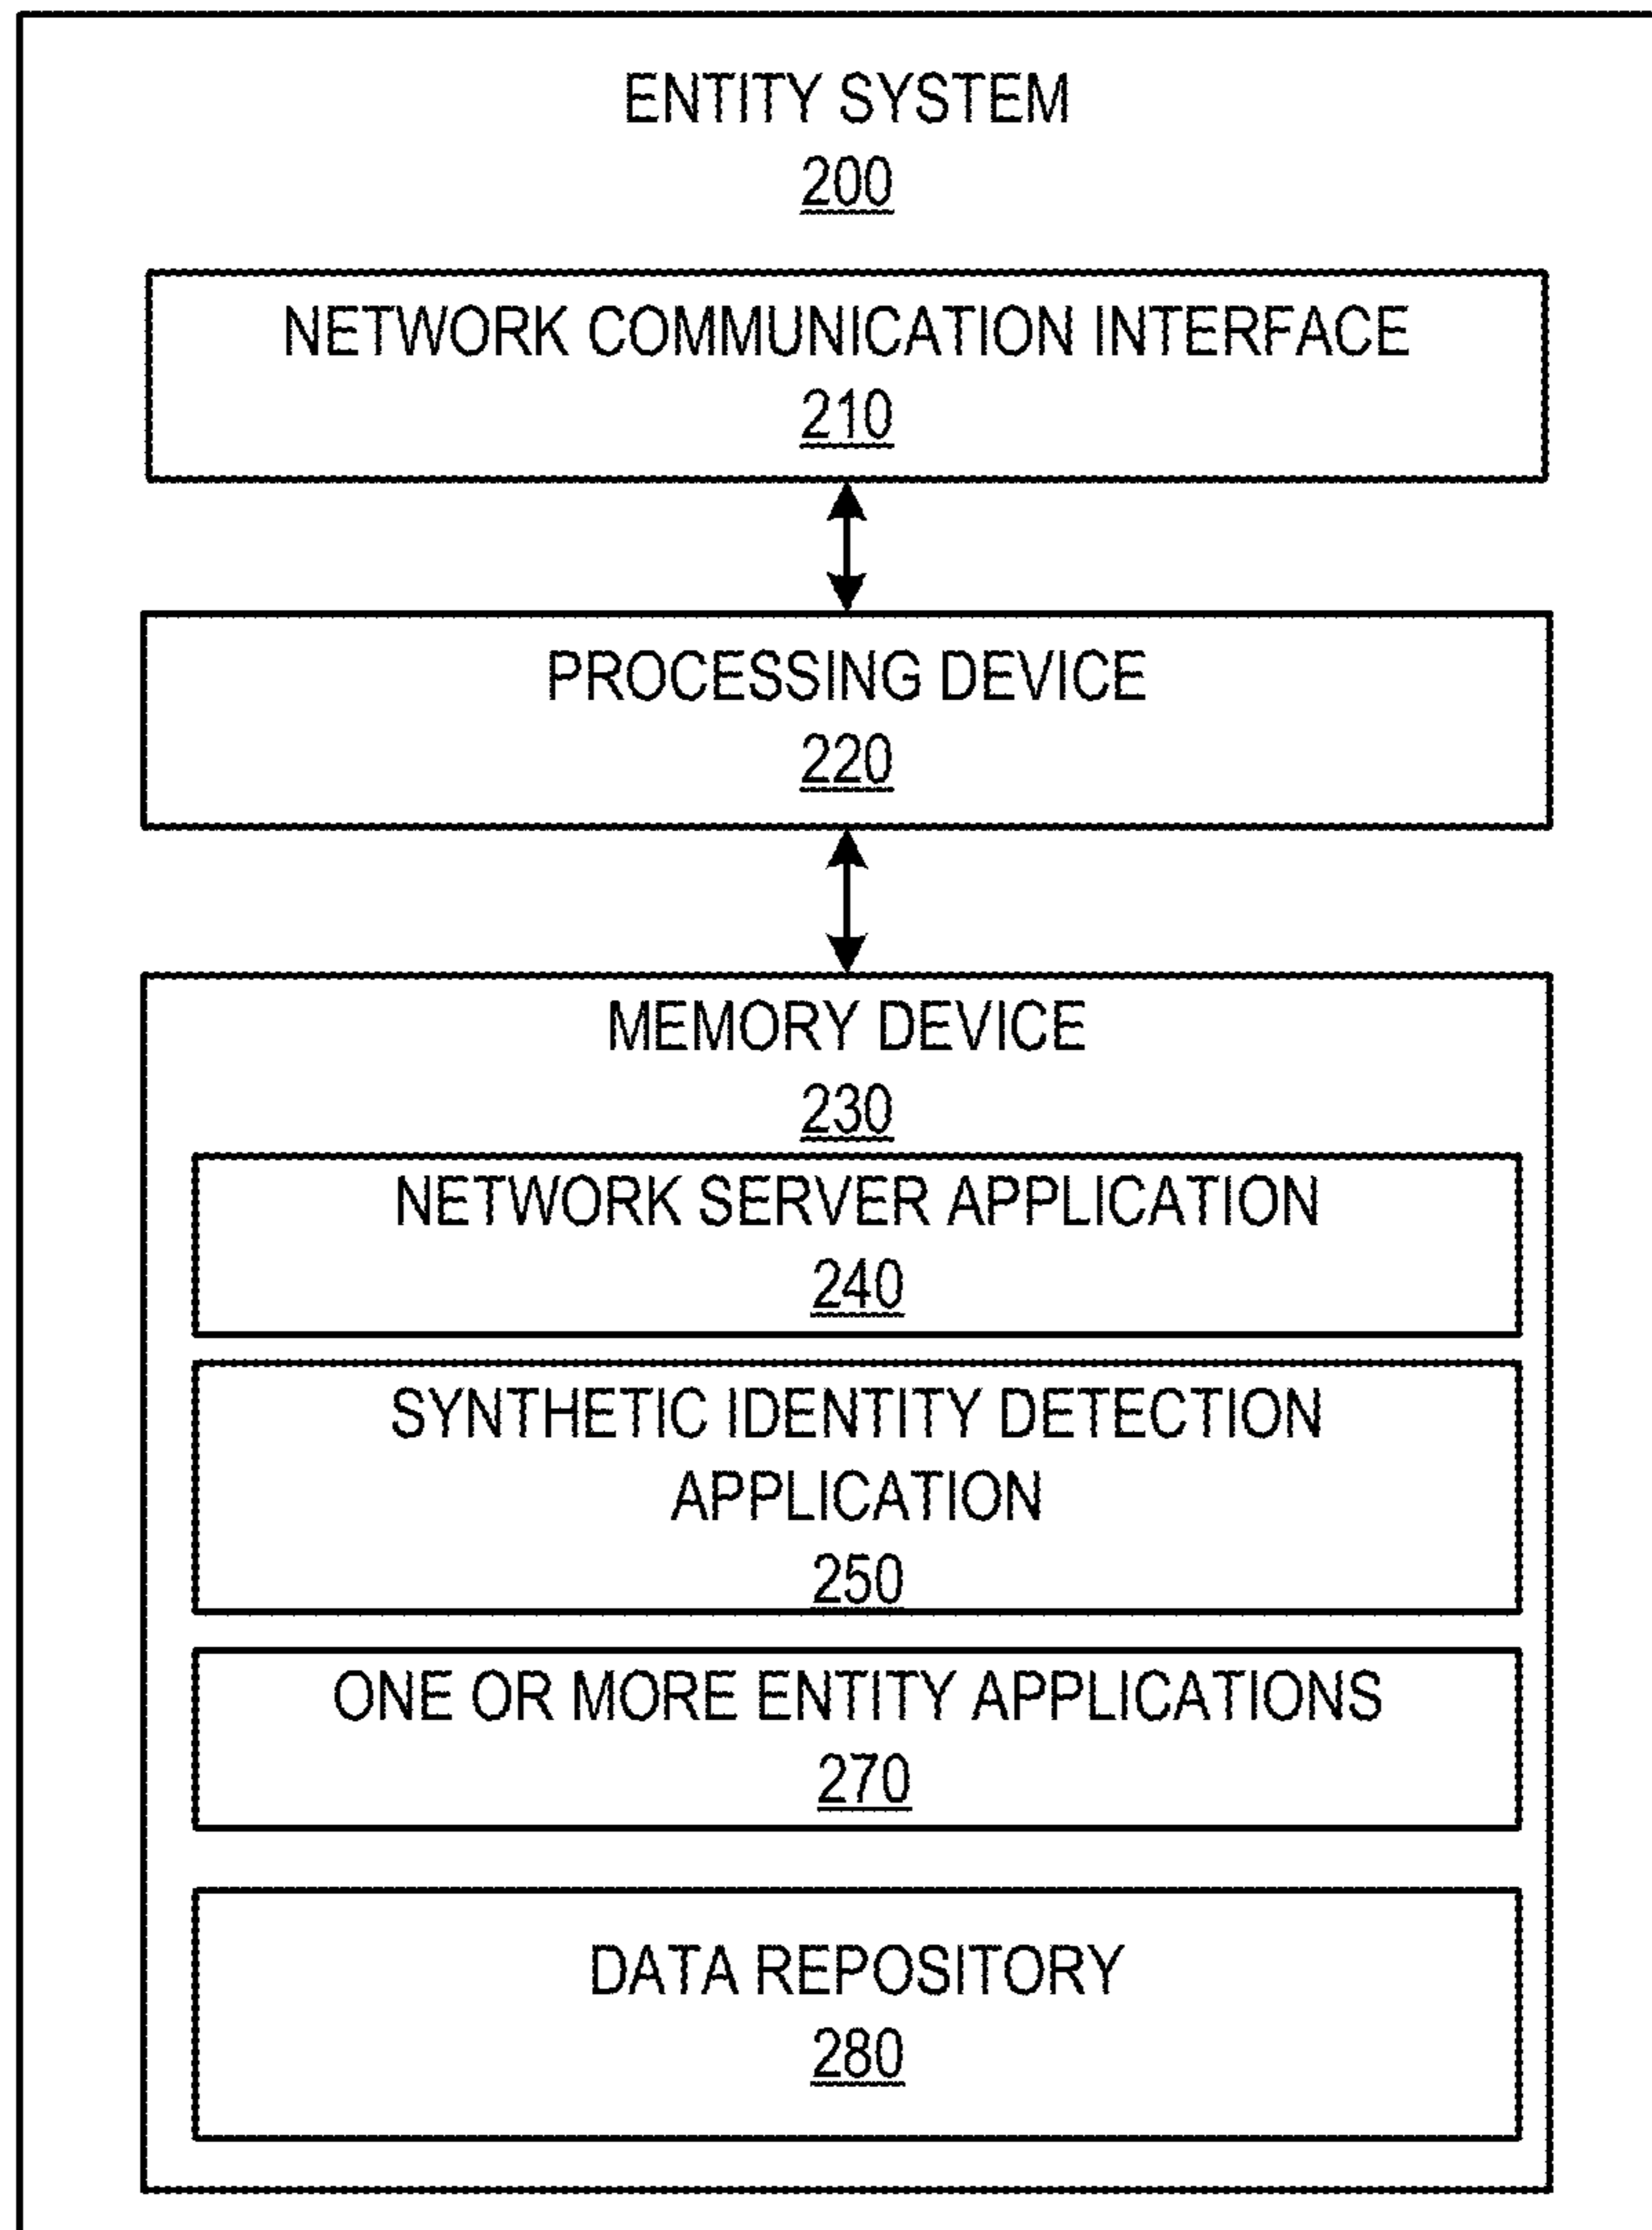 ENTITY SYSTEM
200
NETWORK COMMUNICATION INTERFACE
210
PROCESSING DEVICE
220
MEMORY DEVICE
230
NETWORK SERVER APPLICATION
240
SYNTHETIC IDENTITY DETECTION
APPLICATION
250
ONE OR MORE ENTITY APPLICATIONS
270
DATA REPOSITORY
280